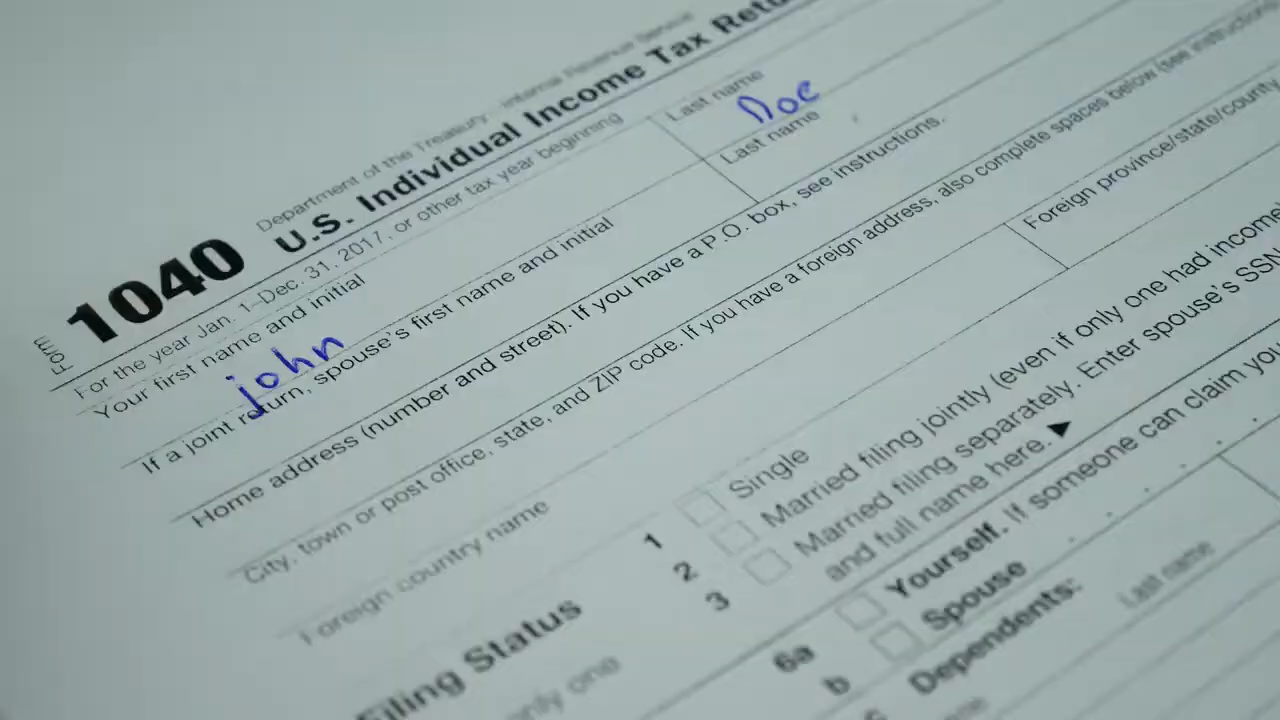 Department of the Treasury Internal Revenue Service
Form 1040 U.S. Individual Income Tax Retu
For the year Jan. 1–Dec. 31, 2017, or other tax year beginning
Your first name and initial Last name
john Doe
If a joint return, spouse's first name and initial Last name
Home address (number and street). If you have a P.O. box, see instructions.
City, town or post office, state, and ZIP code. If you have a foreign address, also complete spaces below (see instructions
Foreign country name Foreign province/state/county
Filing Status
only one
1 Single
2 Married filing jointly (even if only one had income
3 Married filing separately. Enter spouse's SSN
and full name here. ▶
6a Yourself. If someone can claim you
b Spouse
c Dependents:
Last name